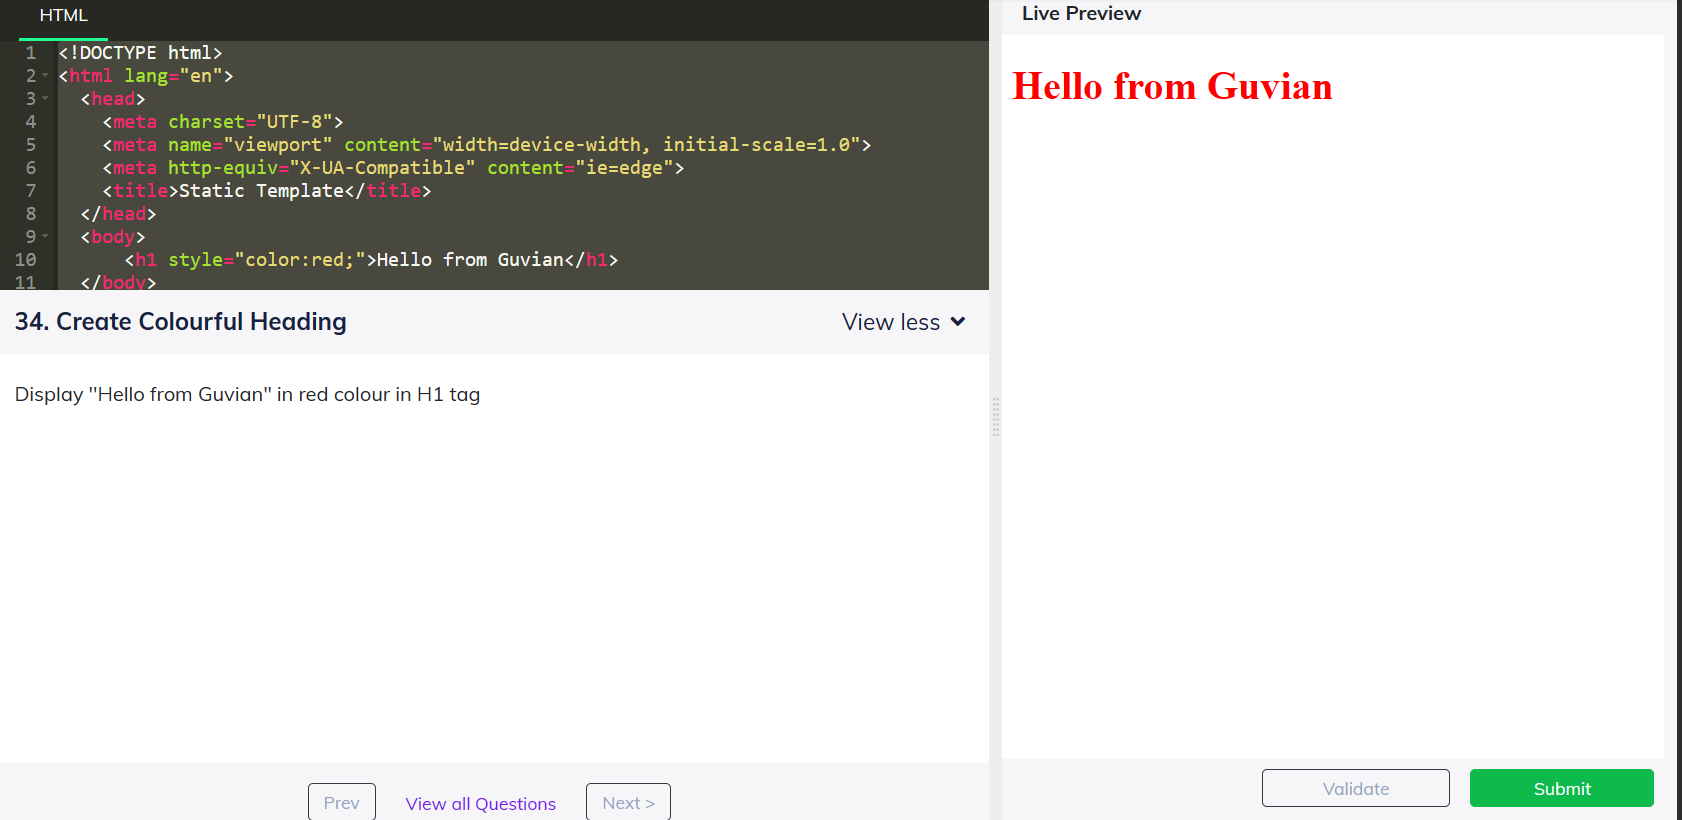 HTML
1 <!DOCTYPE html>
2 <html lang="en">
3 <head>
4 <meta charset="UTF-8">
5 <meta name="viewport" content="width=device-width, initial-scale=1.0">
6 <meta http-equiv="X-UA-Compatible" content="ie=edge">
7 <title>Static Template</title>
8 </head>
9 <body>
10 <h1 style="color:red;">Hello from Guvian</h1>
11 </body>
34. Create Colourful Heading
View less
Display "Hello from Guvian" in red colour in H1 tag
Prev
View all Questions
Next >
Live Preview
Hello from Guvian
Validate
Submit